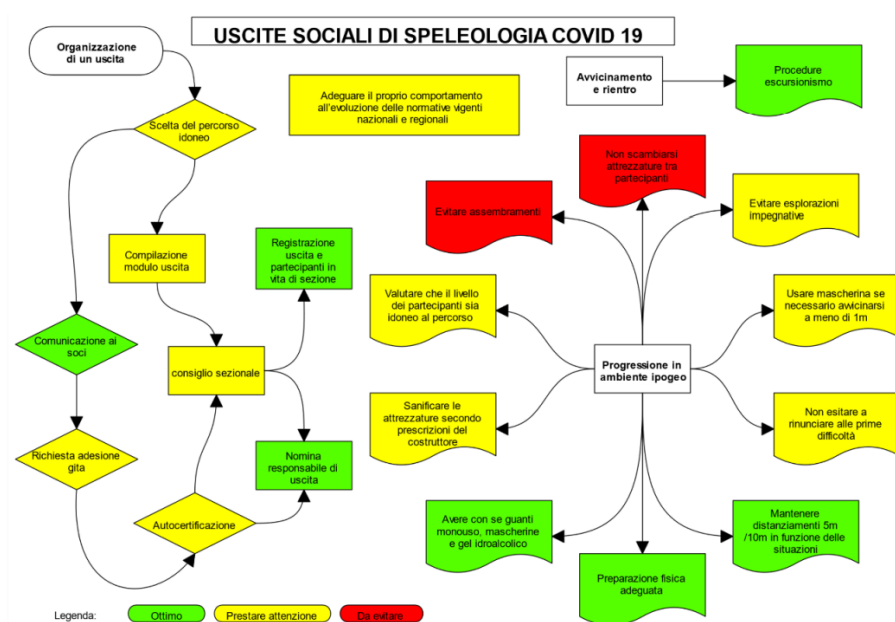 USCITE SOCIALI DI SPELEOLOGIA COVID 19
Organizzazione
di un uscita
Adeguare il proprio comportamento
all'evoluzione delle normative vigenti
nazionali e regionali
Avvicinamento
e rientro
Procedure
escursionismo
Scelta del percorso
idoneo
Compilazione
modulo uscita
Comunicazione ai
soci
Richiesta adesione
gita
Autocertificazione
consiglio sezionale
Registrazione
uscita e
partecipanti in
vita di sezione
Nomina
responsabile di
uscita
Non scambiarsi
attrezzature tra
partecipanti
Evitare assembramenti
Evitare esplorazioni
impegnative
Valutare che il livello
dei partecipanti sia
idoneo al percorso
Usare mascherina se
necessario avvicinarsi
a meno di 1m
Progressione in
ambiente ipogeo
Sanificare le
attrezzature secondo
prescrizioni del
costruttore
Non esitare a
rinunciare alle prime
difficoltà
Avere con se guanti
monouso, mascherine
e gel idroalcolico
Preparazione fisica
adeguata
Mantenere
distanziamenti 5m
/10m in funzione delle
situazioni
Legenda:
Ottimo
Prestare attenzione
Da evitare